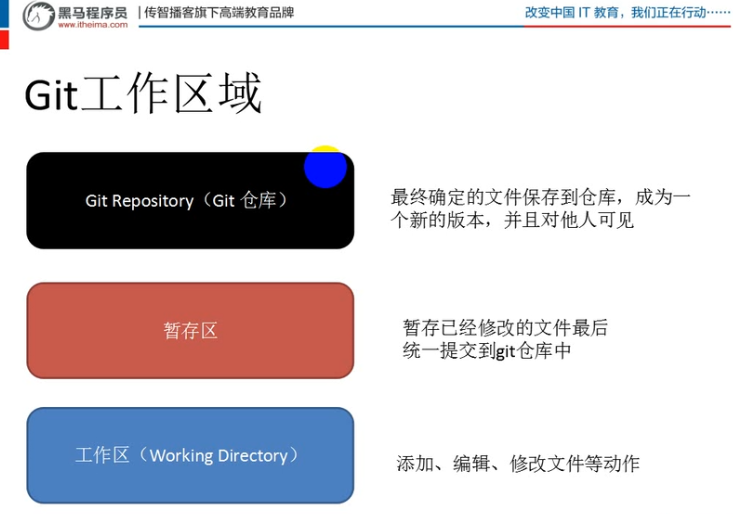 黑马程序员
www.itheima.com
传智播客旗下高端教育品牌
改变中国 IT 教育，我们正在行动……
Git工作区域
Git Repository（Git 仓库）
最终确定的文件保存到仓库，成为一
个新的版本，并且对他人可见
暂存区
暂存已经修改的文件最后
统一提交到git仓库中
工作区（Working Directory）
添加、编辑、修改文件等动作